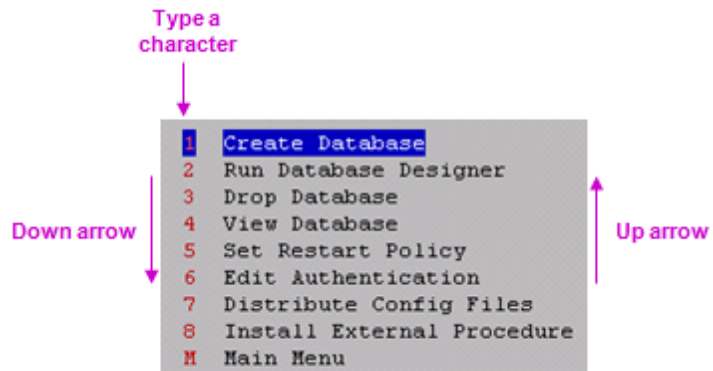 Type a
character
1 Create Database
2 Run Database Designer
3 Drop Database
4 View Database
5 Set Restart Policy
6 Edit Authentication
7 Distribute Config Files
8 Install External Procedure
M Main Menu
Down arrow
Up arrow